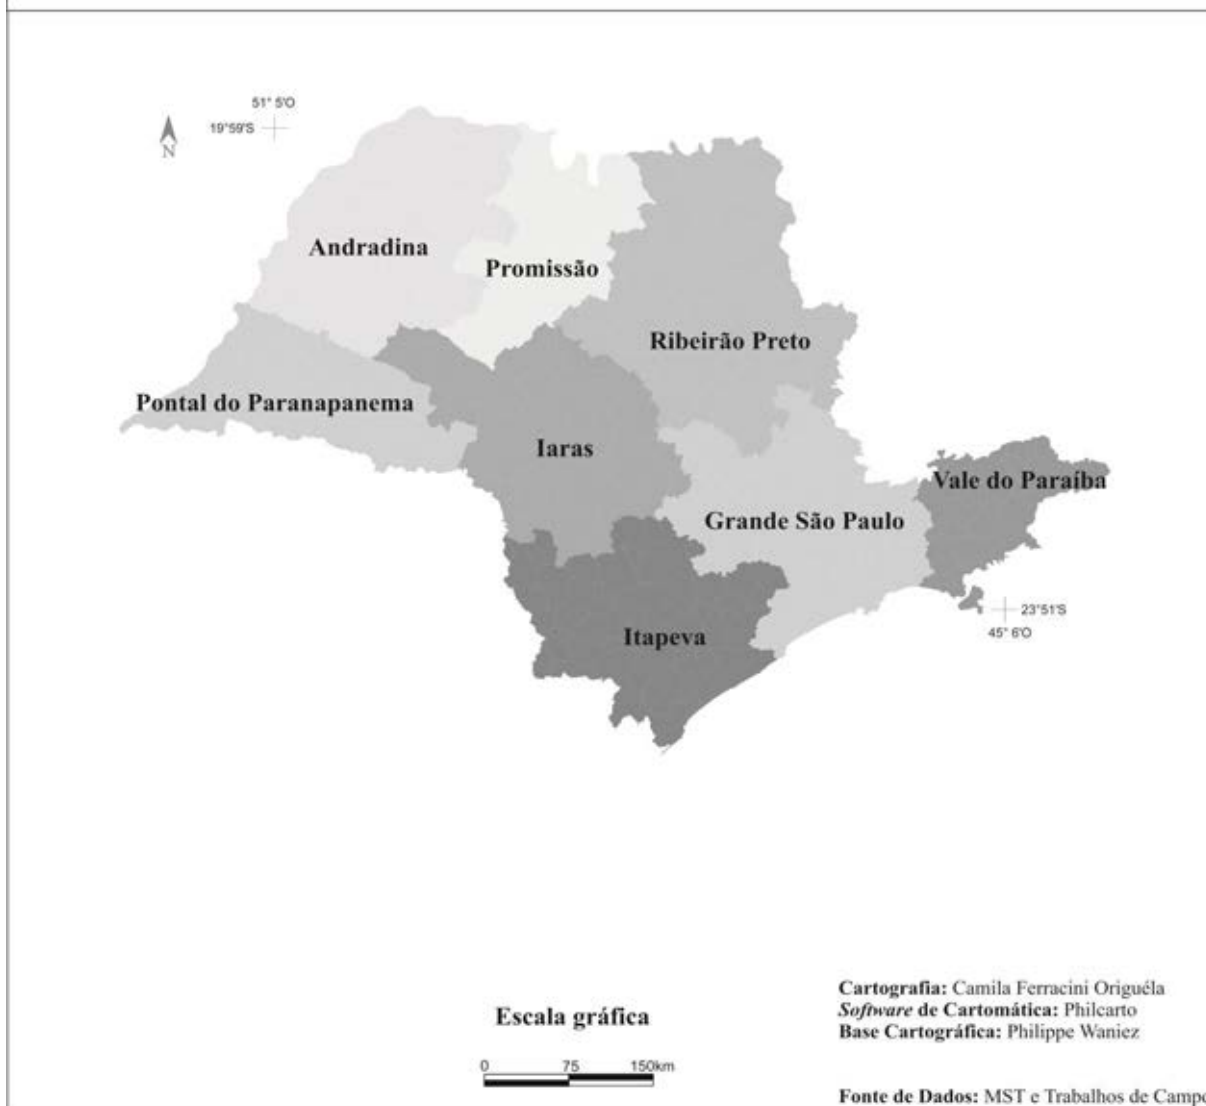 51° 5'O
19°59'S
N
Andradina
Promissão
Ribeirão Preto
Pontal do Paranapanema
Iaras
Vale do Paraíba
Grande São Paulo
23°51'S
45° 6'O
Itapeva
Escala gráfica
0 75 150km
Cartografia: Camila Ferracini Origuéla
Software de Cartomática: Philcarto
Base Cartográfica: Philippe Waniez
Fonte de Dados: MST e Trabalhos de Campo